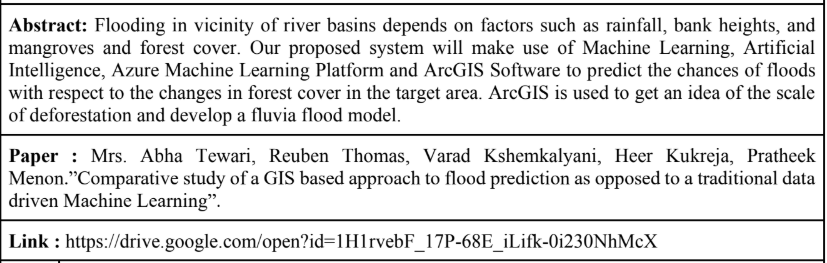 Abstract: Flooding in vicinity of river basins depends on factors such as rainfall, bank heights, and
mangroves and forest cover. Our proposed system will make use of Machine Learning, Artificial
Intelligence, Azure Machine Learning Platform and ArcGIS Software to predict the chances of floods
with respect to the changes in forest cover in the target area. ArcGIS is used to get an idea of the scale
of deforestation and develop a fluvia flood model.
Paper : Mrs. Abha Tewari, Reuben Thomas, Varad Kshemkalyani, Heer Kukreja, Pratheek
Menon.”Comparative study of a GIS based approach to flood prediction as opposed to a traditional data
driven Machine Learning”.
Link : https://drive.google.com/open?id=1H1rvebF_17P-68E_iLifk-0i230NhMcX